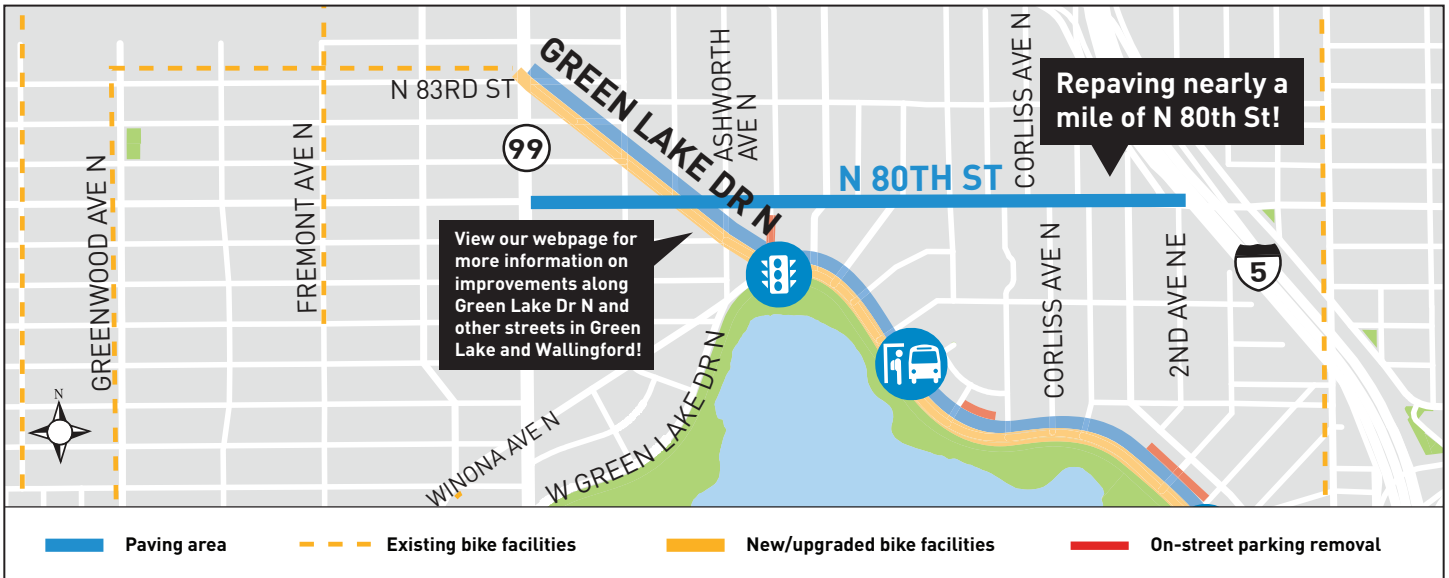 GREEN LAKE DR N
N 83RD ST
99
ASHWORTH
AVE N
CORLISS AVE N
Repaving nearly a
mile of N 80th St!
N 80TH ST
GREENWOOD AVE N
FREMONT AVE N
View our webpage for
more information on
improvements along
Green Lake Dr N and
other streets in Green
Lake and Wallingford!
CORLISS AVE N
2ND AVE NE
5
N
WINONA AVE N
W GREEN LAKE DR N
Paving area
Existing bike facilities
New/upgraded bike facilities
On-street parking removal